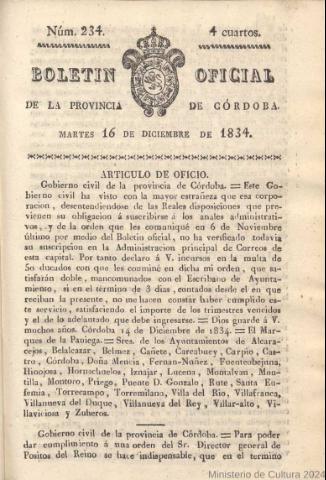 Núm. 234.
4 cuartos.
BOLETIN OFICIAL
DE LA PROVINCIA DE CÓRDOBA.
MARTES 16 DE DICIEMBRE DE 1834.
ARTICULO DE OFICIO.
Gobierno civil de la provincia de Córdoba. = Este Go-
bierno civil ha visto con la mayor estrañeza que esa corpo-
racion, desentendiendose de las Reales disposiciones que pre-
vienen su obligacion á suscribirse á los anales administrati-
vos, y de la orden que les comuniqué en 6 de Noviembre
último por medio del Boletin oficial, no ha verificado todavia
su suscripcion en la Administracion principal de Correos de
esta capital. Por tanto declaro á V. incursos en la multa de
50 ducados con que les conminé en dicha mi orden, que sa-
tisfarán doble, mancomunados con el Escribano de Ayunta-
miento, si en el término de 3 dias, contados desde el en que
reciban la presente, no me hacen constar haber cumplido es-
te servicio, satisfaciendo el importe de los trimestres vencidos
y el de lo adelantado que debe ingresarse. = Dios guarde á V.
muchos años. Córdoba 14 de Diciembre de 1834. = El Mar-
ques de la Paniega. = Sres. de los Ayuntamientos de Alcara-
cejos, Belalcazar, Belmez, Cañete, Carcabuey, Carpio, Cas-
tro, Córdoba, Doña Mencia, Fernan-Nuñez, Fuenteobejuna,
Hinojosa, Hornachuelos, Iznajar, Lucena, Montalvan, Mon-
tilla, Montoro, Priego, Puente D. Gonzalo, Rute, Santa Eu-
femia, Torrecampo, Torremilano, Villa del Rio, Villafranca,
Villanueva del Duque, Villanueva del Rey, Villar-alto, Vi-
llaviciosa y Zuheros.
Gobierno civil de la provincia de Córdoba. = Para poder
dar cumplimiento á una orden del Sr. Director general de
Positos del Reino se hace indispensable, que en el termino
Ministerio de Cultura 2024